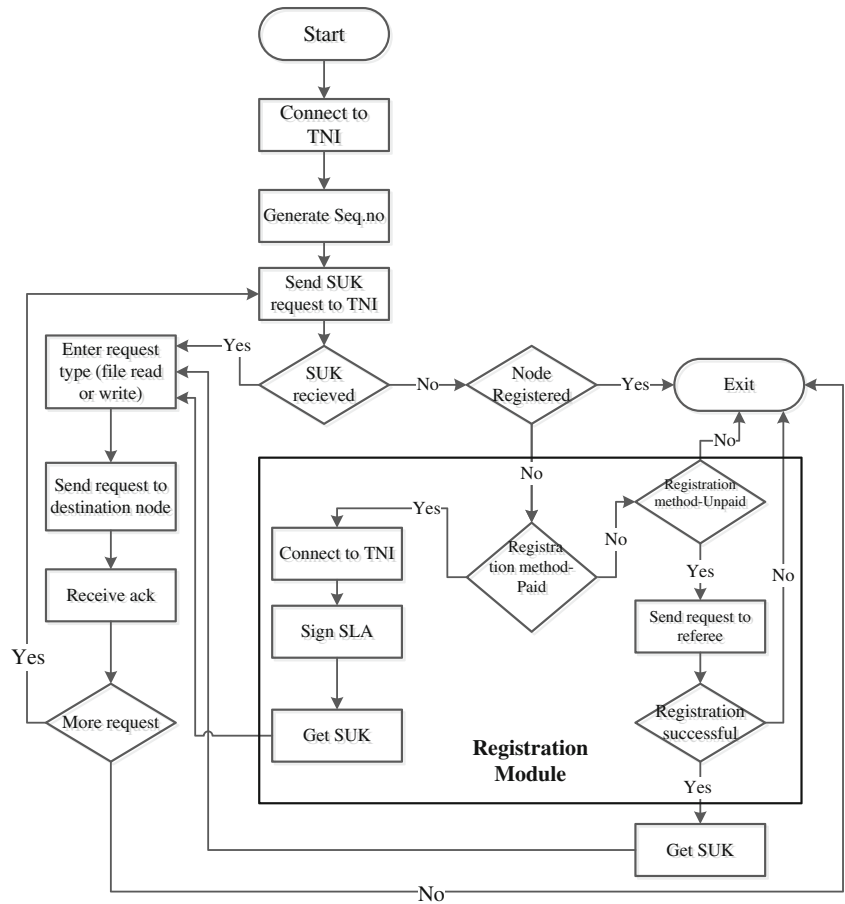 Start
Connect to
TNI
Generate Seq.no
Send SUK
request to TNI
Enter request
type (file read
or write)
Yes
SUK
recieved
No
Node
Registered
Yes
Exit
No
No
Send request to
destination node
Yes
Connect to TNI
Registra
tion method-
Paid
No
Registration
method-Unpaid
Yes
No
Receive ack
Sign SLA
Send request to
referee
Yes
More request
Get SUK
Registration
Module
Registration
successful
Yes
Get SUK
No